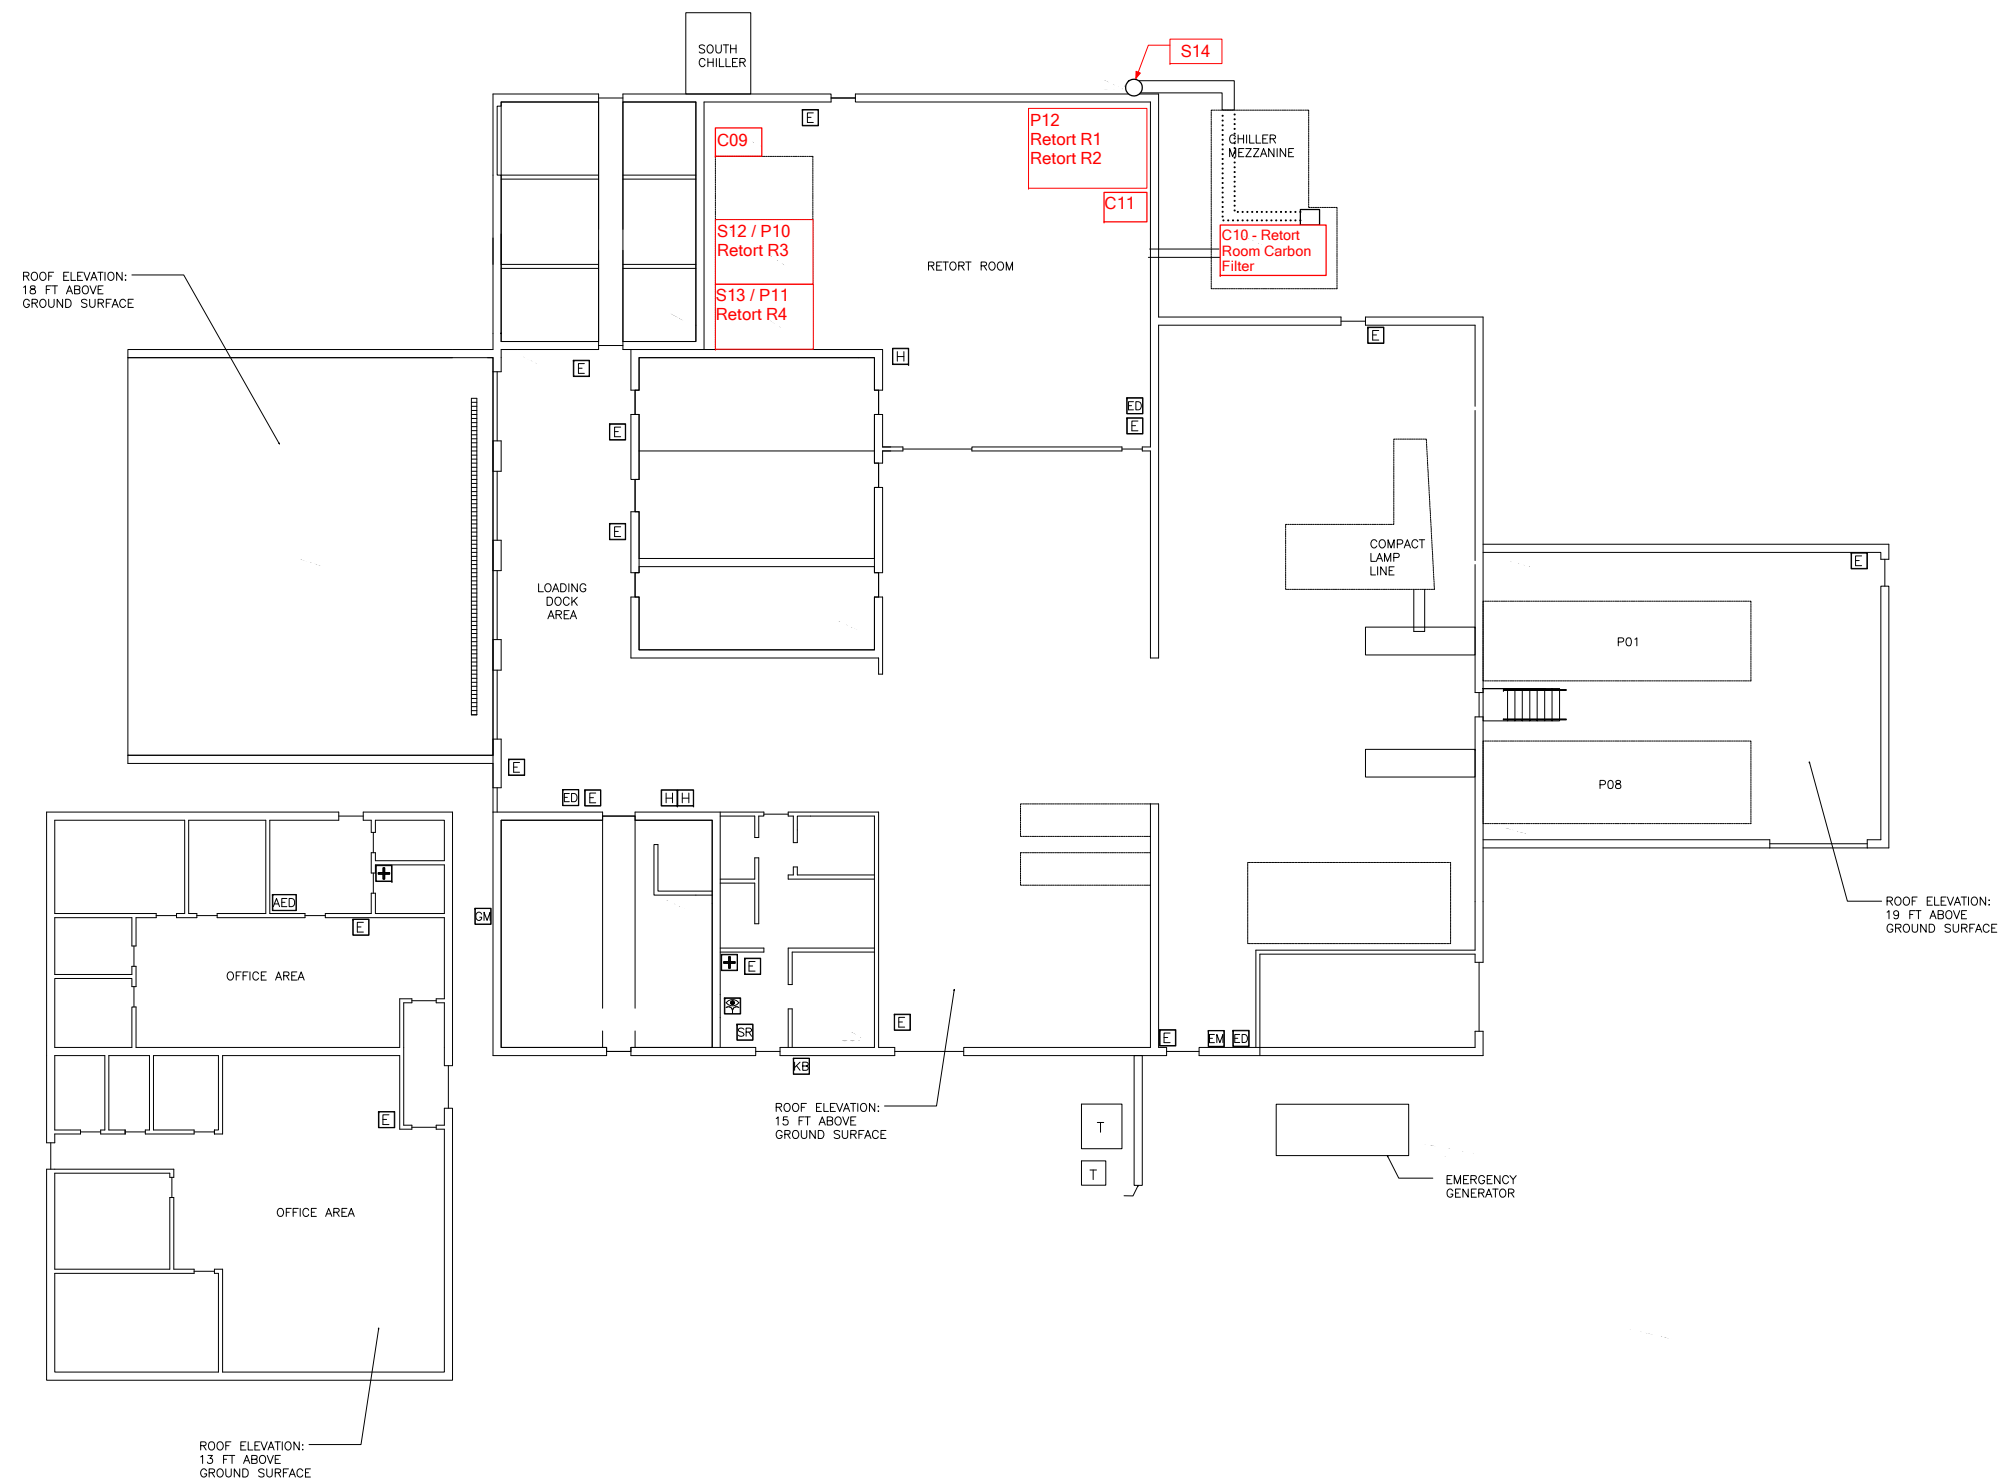 SOUTH
CHILLER
S14
E
P12
Retort R1
Retort R2
C09
CHILLER
MEZZANINE
C11
S12 / P10
Retort R3
C10 - Retort
Room Carbon
Filter
RETORT ROOM
ROOF ELEVATION:
18 FT ABOVE
GROUND SURFACE
S13 / P11
Retort R4
E
H
E
ED
E
E
E
COMPACT
LAMP
LINE
E
LOADING
DOCK
AREA
P01
E
P08
ED
E
H
H
AED
GM
E
ROOF ELEVATION:
19 FT ABOVE
GROUND SURFACE
OFFICE AREA
E
SR
E
E
EM
ED
KB
ROOF ELEVATION:
15 FT ABOVE
GROUND SURFACE
E
T
T
EMERGENCY
GENERATOR
OFFICE AREA
ROOF ELEVATION:
13 FT ABOVE
GROUND SURFACE